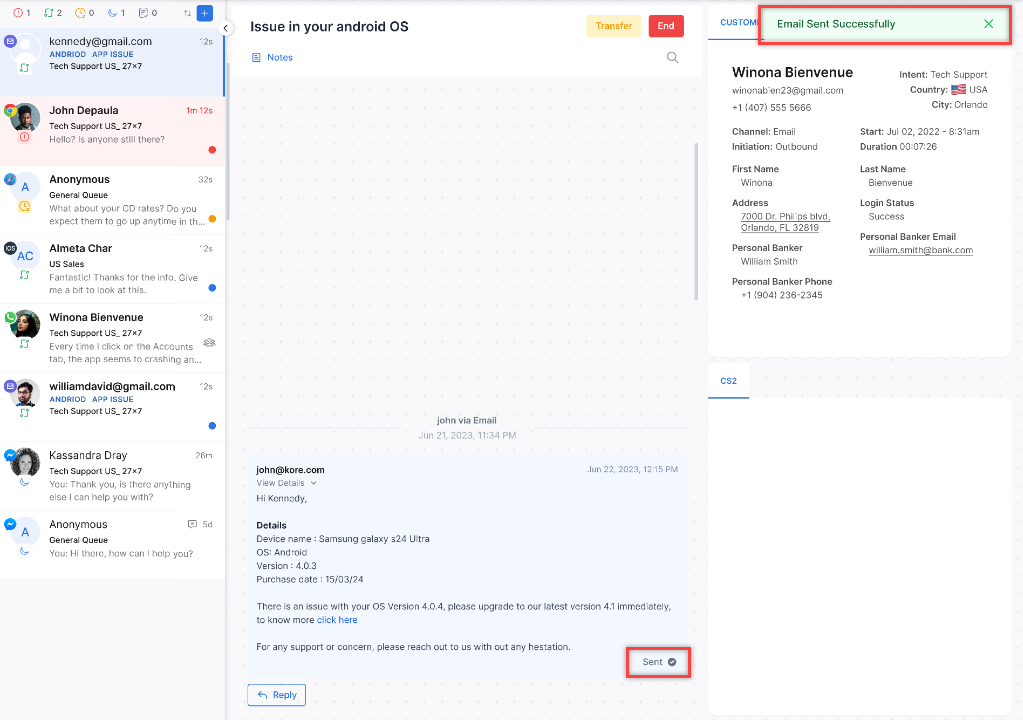 1 2 0 1 0
kennedy@gmail.com 12s
ANDRIOD APP ISSUE
Tech Support US_ 27x7
John Depaula 1m 12s
Tech Support US_ 27x7
Hello? Is anyone still there?
A
Anonymous 32s
General Queue
What about your CD rates? Do you
expect them to go up anytime in th...
iOS
AC
Almeta Char 12s
US Sales
Fantastic! Thanks for the info. Give
me a bit to look at this.
Winona Bienvenue 12s
Tech Support US_ 27x7
Every time I click on the Accounts
tab, the app seems to crashing an...
williamdavid@gmail.com 12s
ANDRIOD APP ISSUE
Tech Support US_ 27x7
Kassandra Dray 26m
Tech Support US_ 27x7
You: Thank you, is there anything
else I can help you with?
A
Anonymous 5d
General Queue
You: Hi there, how can I help you?
Issue in your android OS
Transfer End
Notes
john via Email
Jun 21, 2023, 11:34 PM
john@kore.com Jun 22, 2023, 12:15 PM
View Details
Hi Kennedy,
Details
Device name : Samsung galaxy s24 Ultra
OS: Android
Version : 4.0.3
Purchase date : 15/03/24
There is an issue with your OS Version 4.0.4, please upgrade to our latest version 4.1 immediately,
to know more click here
For any support or concern, please reach out to us with out any hestation.
Sent
Reply
CUSTOM
Email Sent Successfully
Winona Bienvenue
winonabien23@gmail.com
+1 (407) 555 5666
Intent: Tech Support
Country: USA
City: Orlando
Channel: Email
Initiation: Outbound
Start: Jul 02, 2022 - 8:31am
Duration 00:07:26
First Name
Winona
Last Name
Bienvenue
Address
7000 Dr. Philips blvd,
Orlando, FL 32819
Login Status
Success
Personal Banker
William Smith
Personal Banker Email
william.smith@bank.com
Personal Banker Phone
+1 (904) 236-2345
CS2